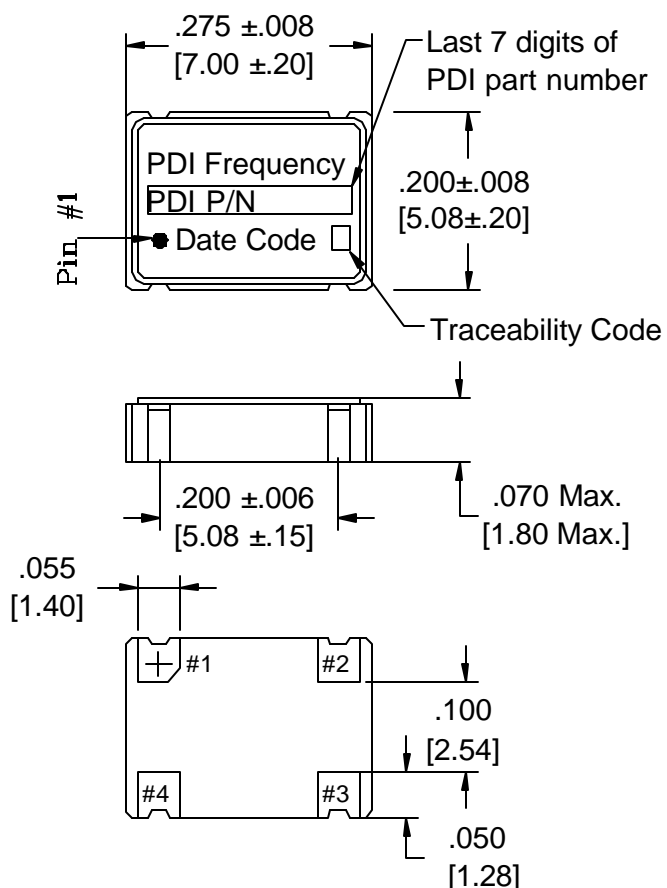 .275 ±.008
[7.00 ±.20]
Last 7 digits of
PDI part number
PDI Frequency
PDI P/N
Date Code
Pin #1
.200±.008
[5.08±.20]
Traceability Code
.200 ±.006
[5.08 ±.15]
.070 Max.
[1.80 Max.]
.055
[1.40]
#1
#2
.100
[2.54]
#4
#3
.050
[1.28]